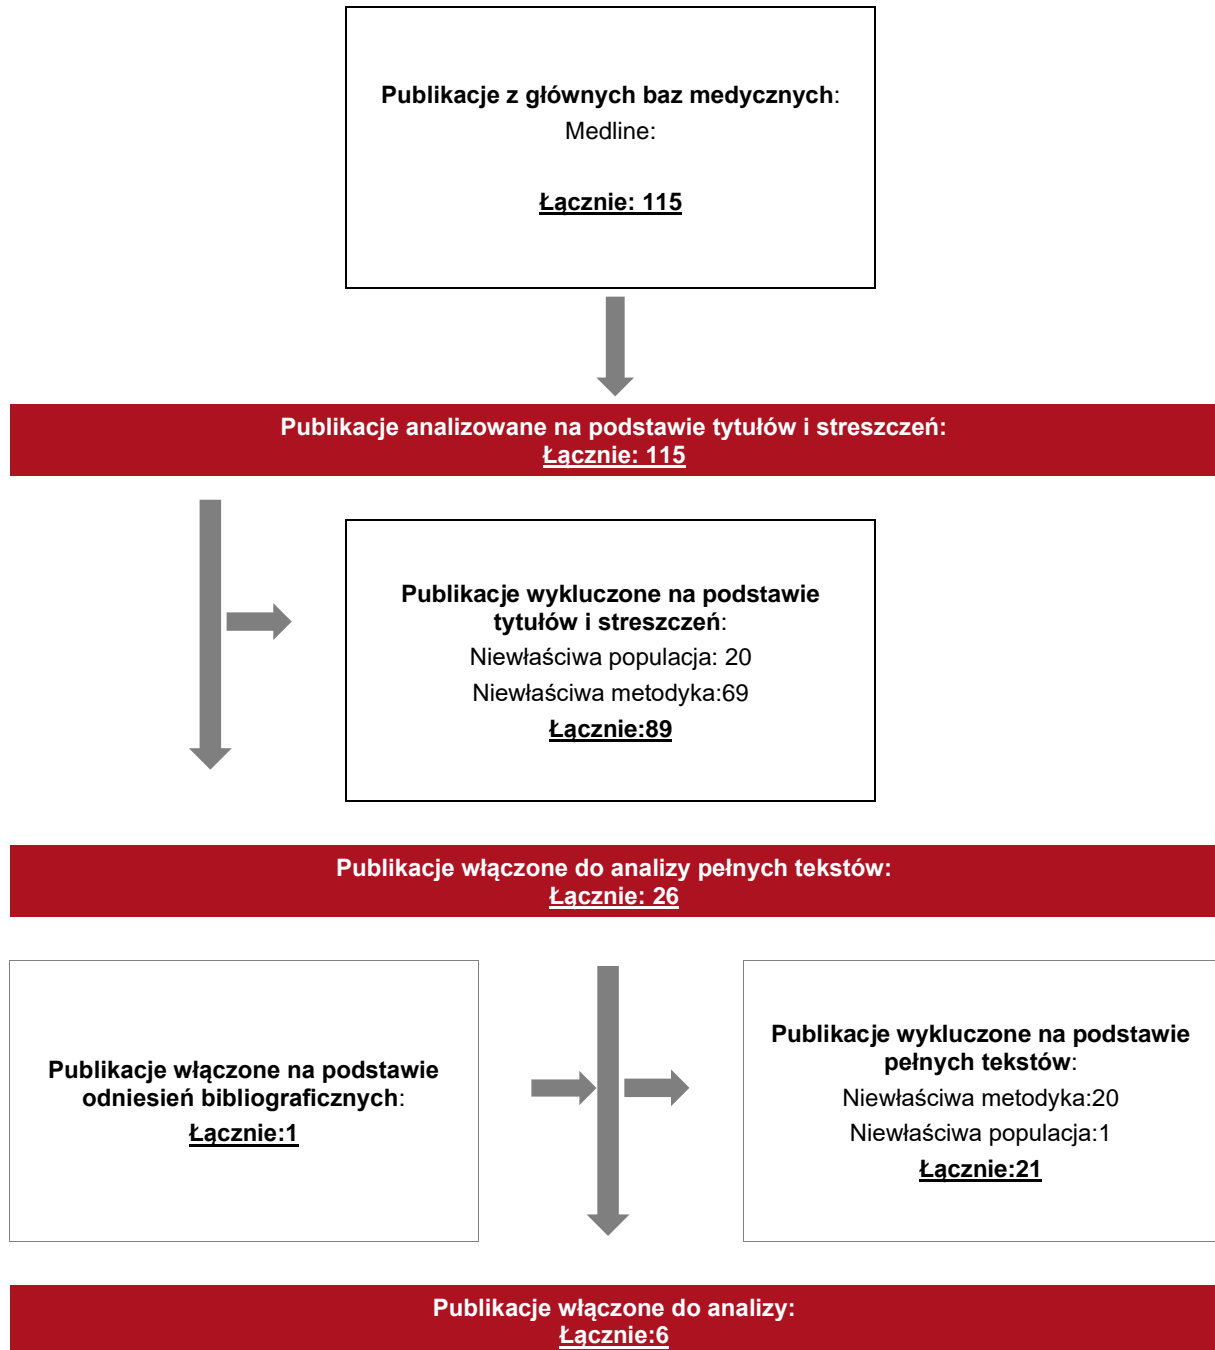 Publikacje z głównych baz medycznych:
Medline:
Łącznie: 115
Publikacje analizowane na podstawie tytułów i streszczeń:
Łącznie: 115
Publikacje wykluczone na podstawie
tytułów i streszczeń:
Niewłaściwa populacja: 20
Niewłaściwa metodyka:69
Łącznie:89
Publikacje włączone do analizy pełnych tekstów:
Łącznie: 26
Publikacje włączone na podstawie
odniesień bibliograficznych:
Łącznie:1
Publikacje wykluczone na podstawie
pełnych tekstów:
Niewłaściwa metodyka:20
Niewłaściwa populacja:1
Łącznie:21
Publikacje włączone do analizy:
Łącznie:6